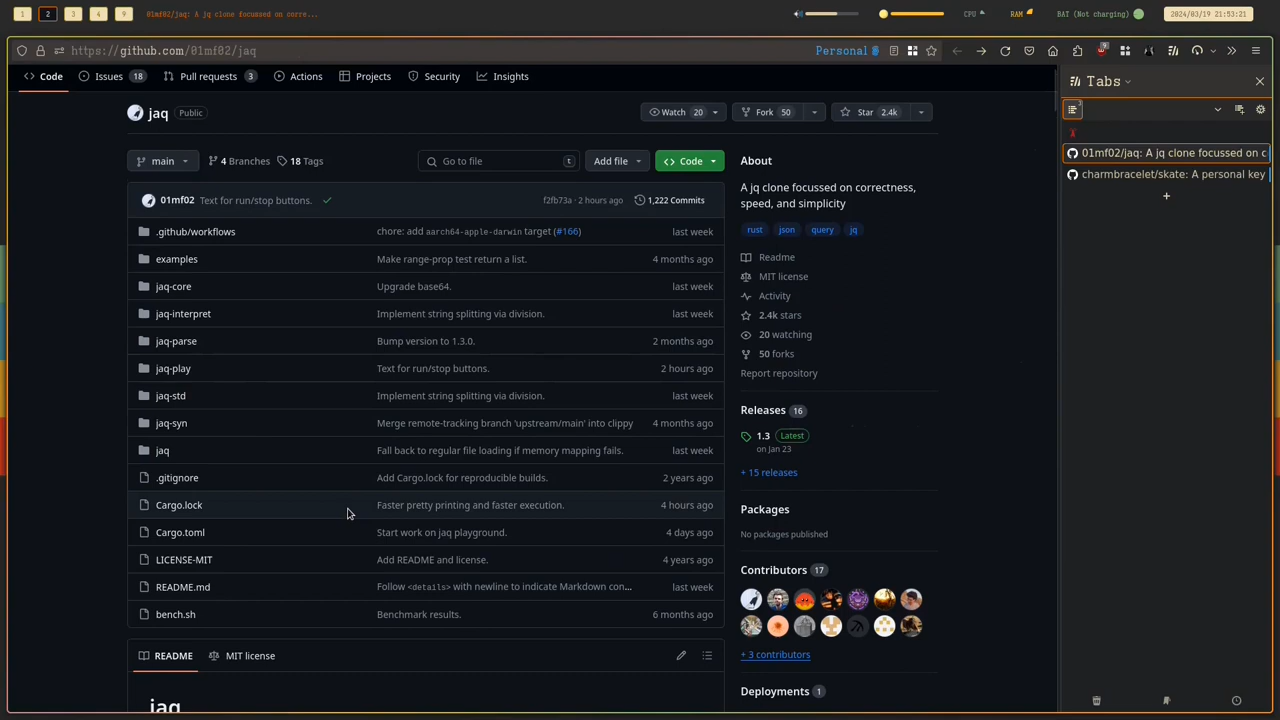 1 2 3 4 9 01mf02/jaq: A jq clone focussed on corre... CPU RAM BAT (Not charging) 2024/03/19 21:53:21
https://github.com/01mf02/jaq Personal 9
Tabs
Code Issues 18 Pull requests 3 Actions Projects Security Insights
jaq Public Watch 20 Fork 50 Star 2.4k
main 4 Branches 18 Tags Go to file t Add file Code
01mf02 Text for run/stop buttons. f2fb73a · 2 hours ago 1,222 Commits
.github/workflows chore: add aarch64-apple-darwin target (#166) last week
examples Make range-prop test return a list. 4 months ago
jaq-core Upgrade base64. last week
jaq-interpret Implement string splitting via division. last week
jaq-parse Bump version to 1.3.0. 2 months ago
jaq-play Text for run/stop buttons. 2 hours ago
jaq-std Implement string splitting via division. last week
jaq-syn Merge remote-tracking branch 'upstream/main' into clippy 4 months ago
jaq Fall back to regular file loading if memory mapping fails. last week
.gitignore Add Cargo.lock for reproducible builds. 2 years ago
Cargo.lock Faster pretty printing and faster execution. 4 hours ago
Cargo.toml Start work on jaq playground. 4 days ago
LICENSE-MIT Add README and license. 4 years ago
README.md Follow <details> with newline to indicate Markdown con... last week
bench.sh Benchmark results. 6 months ago
README MIT license
jaq
About
A jq clone focussed on correctness,
speed, and simplicity
rust json query jq
Readme
MIT license
Activity
2.4k stars
20 watching
50 forks
Report repository
Releases 16
1.3 Latest
on Jan 23
+ 15 releases
Packages
No packages published
Contributors 17
+ 3 contributors
Deployments 1
01mf02/jaq: A jq clone focussed on c
charmbracelet/skate: A personal key